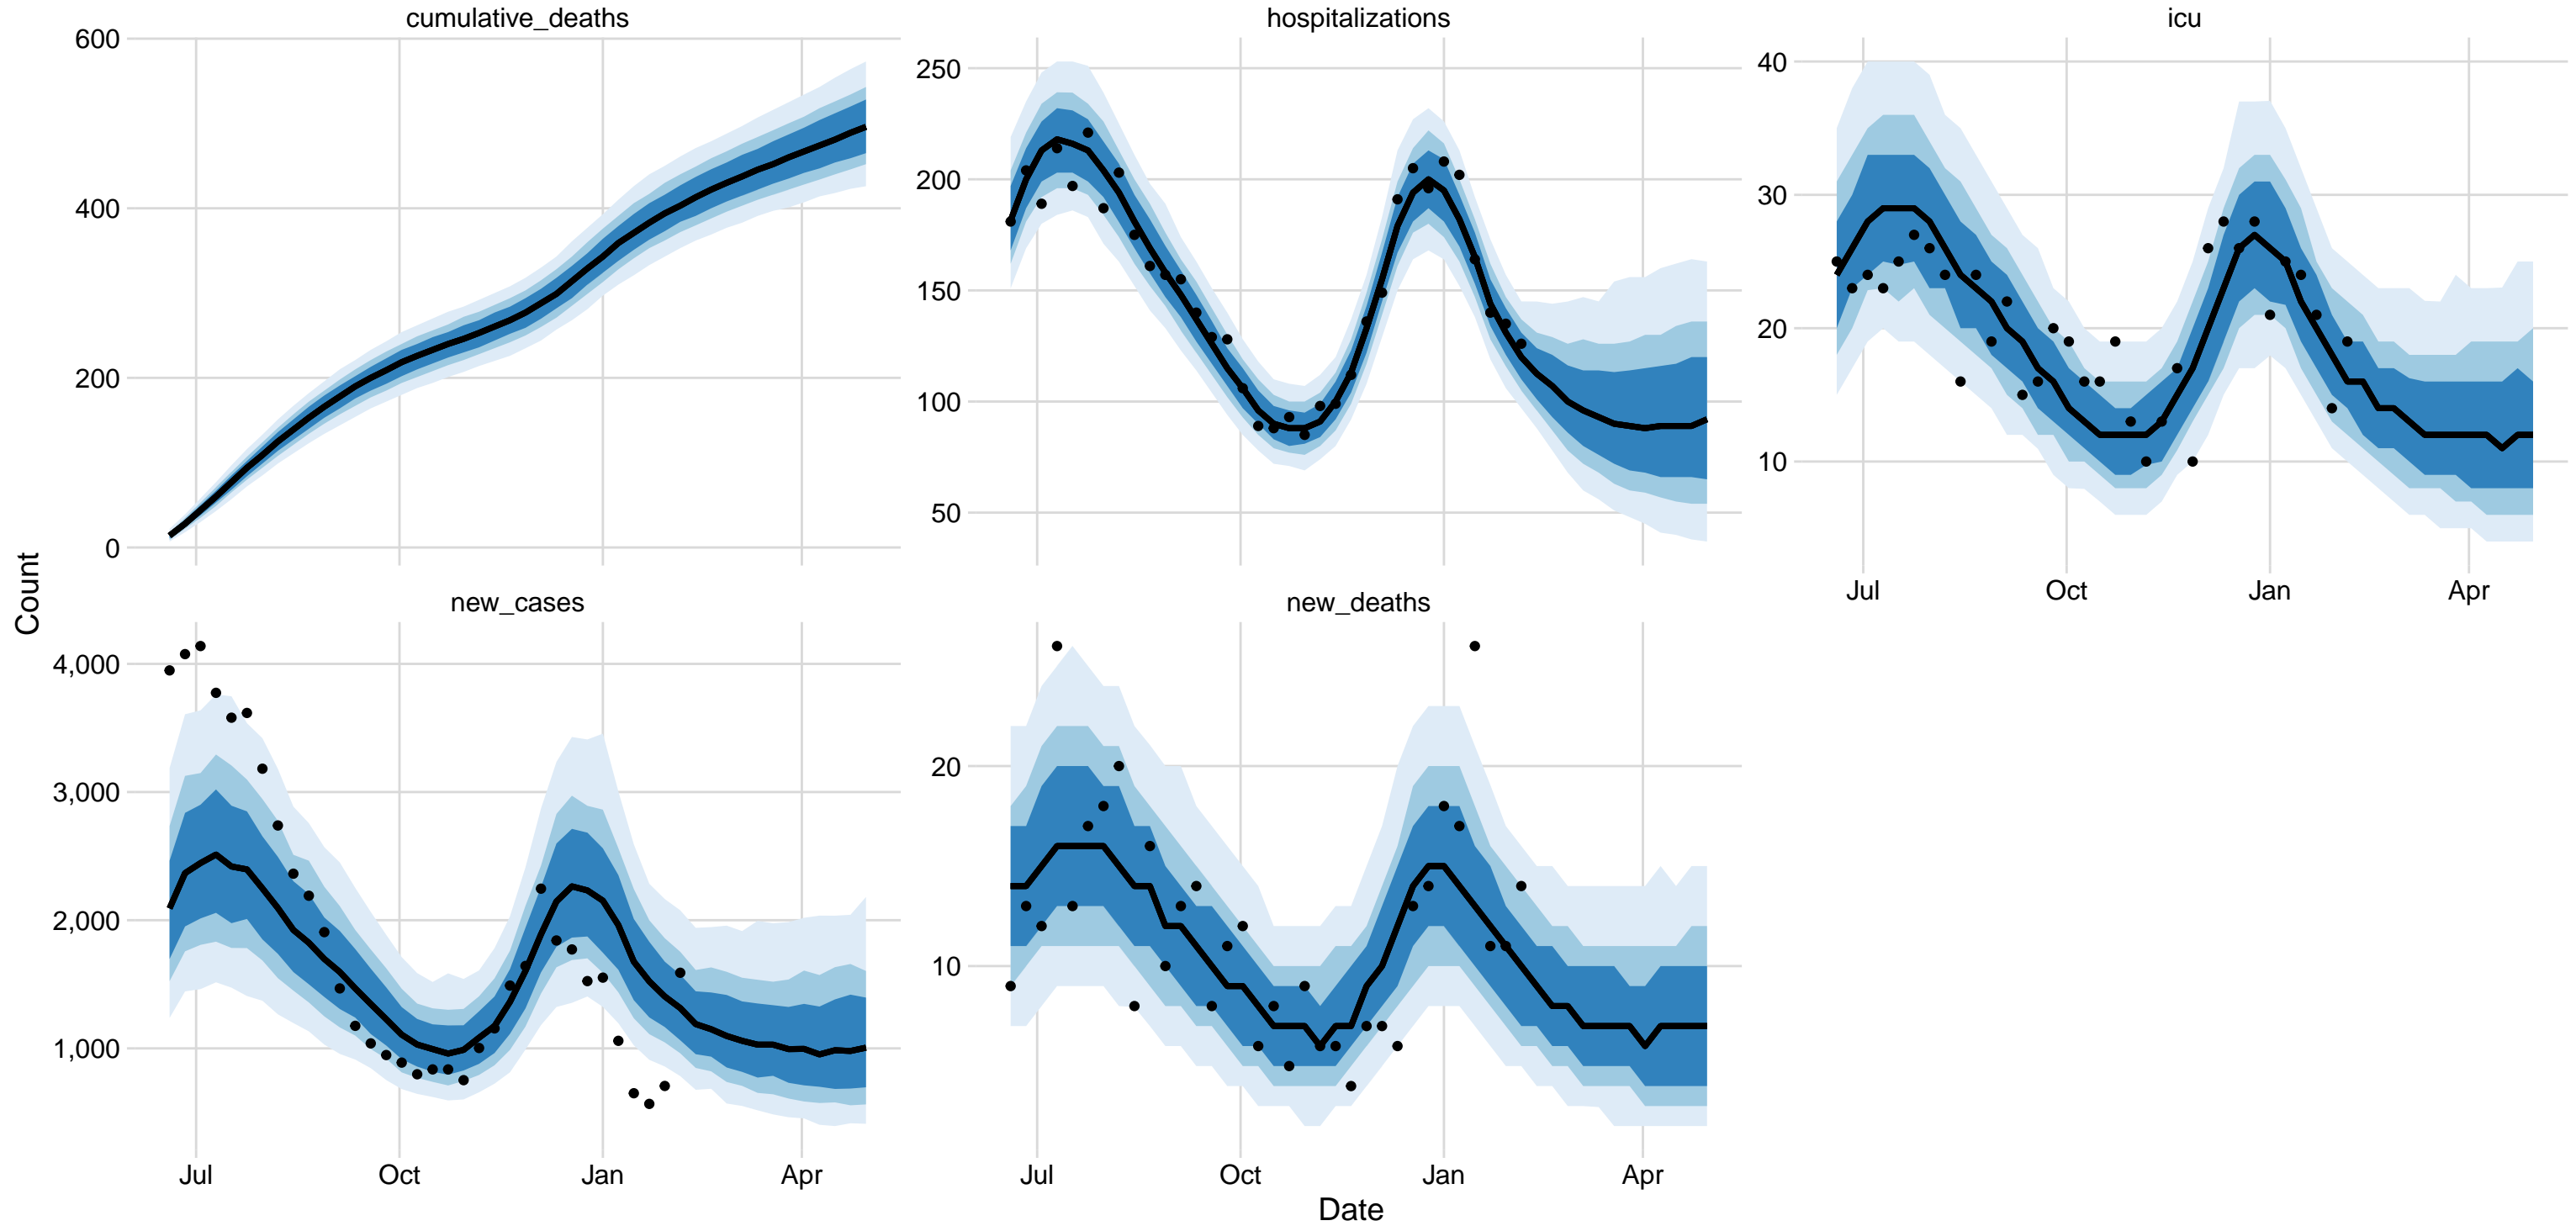 cumulative_deaths
hospitalizations
icu
600
400
200
0
250
200
150
100
50
40
30
20
10
Jul
Oct
Jan
Apr
Count
new_cases
new_deaths
4,000
3,000
2,000
1,000
20
10
Jul
Oct
Jan
Apr
Jul
Oct
Jan
Apr
Date